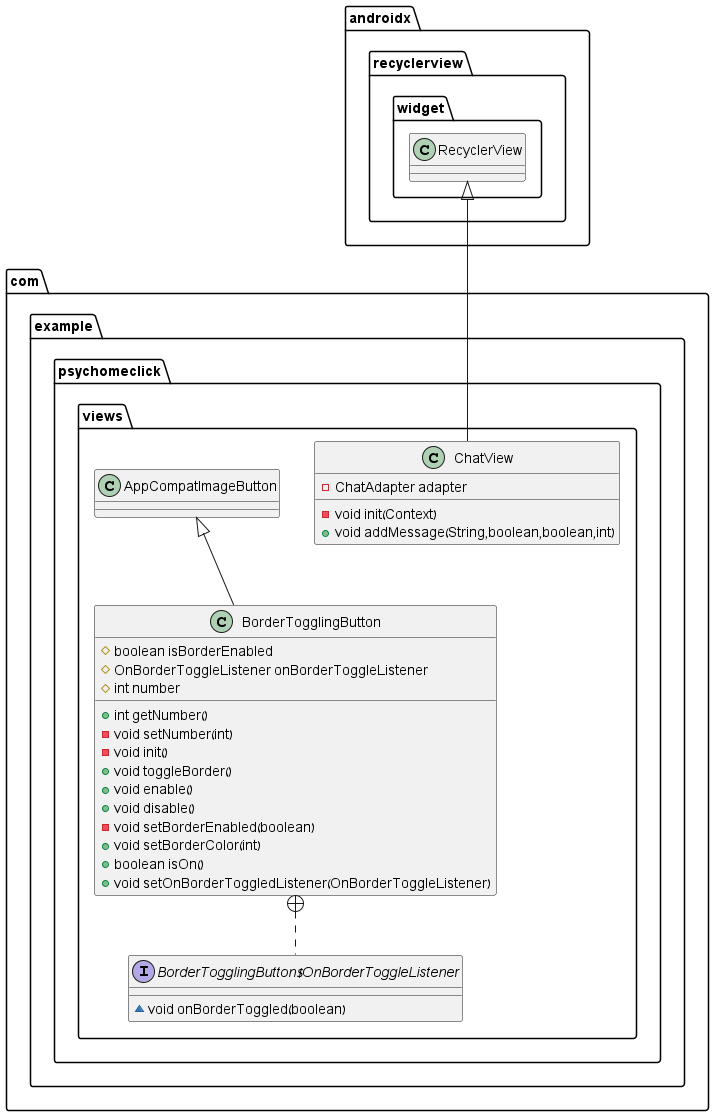 androidx
recyclerview
widget
C RecyclerView
com
example
psychomeclick
views
C ChatView
ChatAdapter adapter
void init(Context)
void addMessage(String,boolean,boolean,int)
C AppCompatImageButton
C BorderTogglingButton
boolean isBorderEnabled
OnBorderToggleListener onBorderToggleListener
int number
int getNumber()
void setNumber(int)
void init()
void toggleBorder()
void enable()
void disable()
void setBorderEnabled(boolean)
void setBorderColor(int)
boolean isOn()
void setOnBorderToggledListener(OnBorderToggleListener)
I BorderTogglingButton$OnBorderToggleListener
void onBorderToggled(boolean)